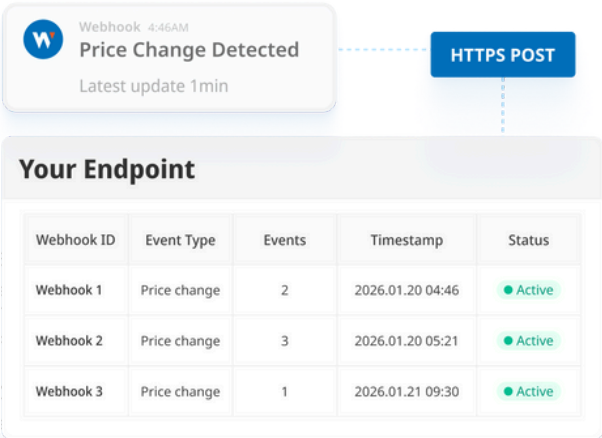 Webhook 4:46AM
Price Change Detected
Latest update 1min
HTTPS POST
Your Endpoint
Webhook ID Event Type Events Timestamp Status
Webhook 1 Price change 2 2026.01.20 04:46 Active
Webhook 2 Price change 3 2026.01.20 05:21 Active
Webhook 3 Price change 1 2026.01.21 09:30 Active